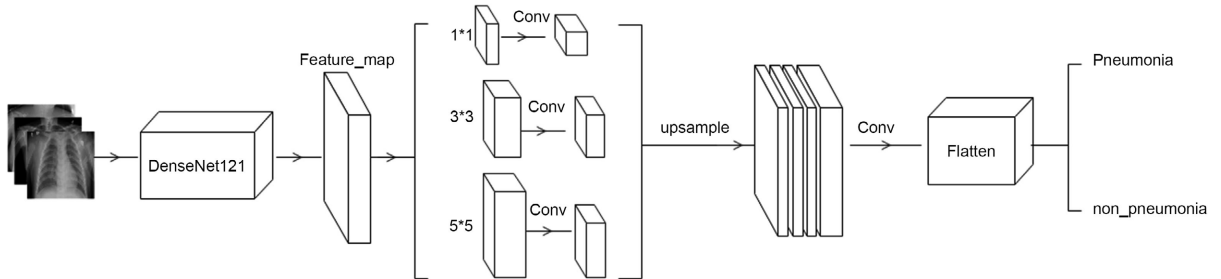 DenseNet121
Feature_map
1*1
Conv
3*3
Conv
5*5
Conv
upsample
Conv
Flatten
Pneumonia
non_pneumonia